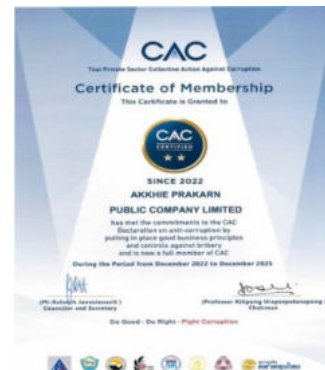 CAC
Thai Private Sector Collective Action Against Corruption
Certificate of Membership
This Certificate is Granted to
CAC
CERTIFIED
SINCE 2022
AKKHIE PRAKARN
PUBLIC COMPANY LIMITED
has met the commitments to the CAC
Declaration on anti-corruption by
putting in place good business principles
and controls against bribery
and is now a full member of CAC
During the Period from December 2022 to December 2025
Councilor and Secretary
Chairman
Do Good - Do Right - Fight Corruption